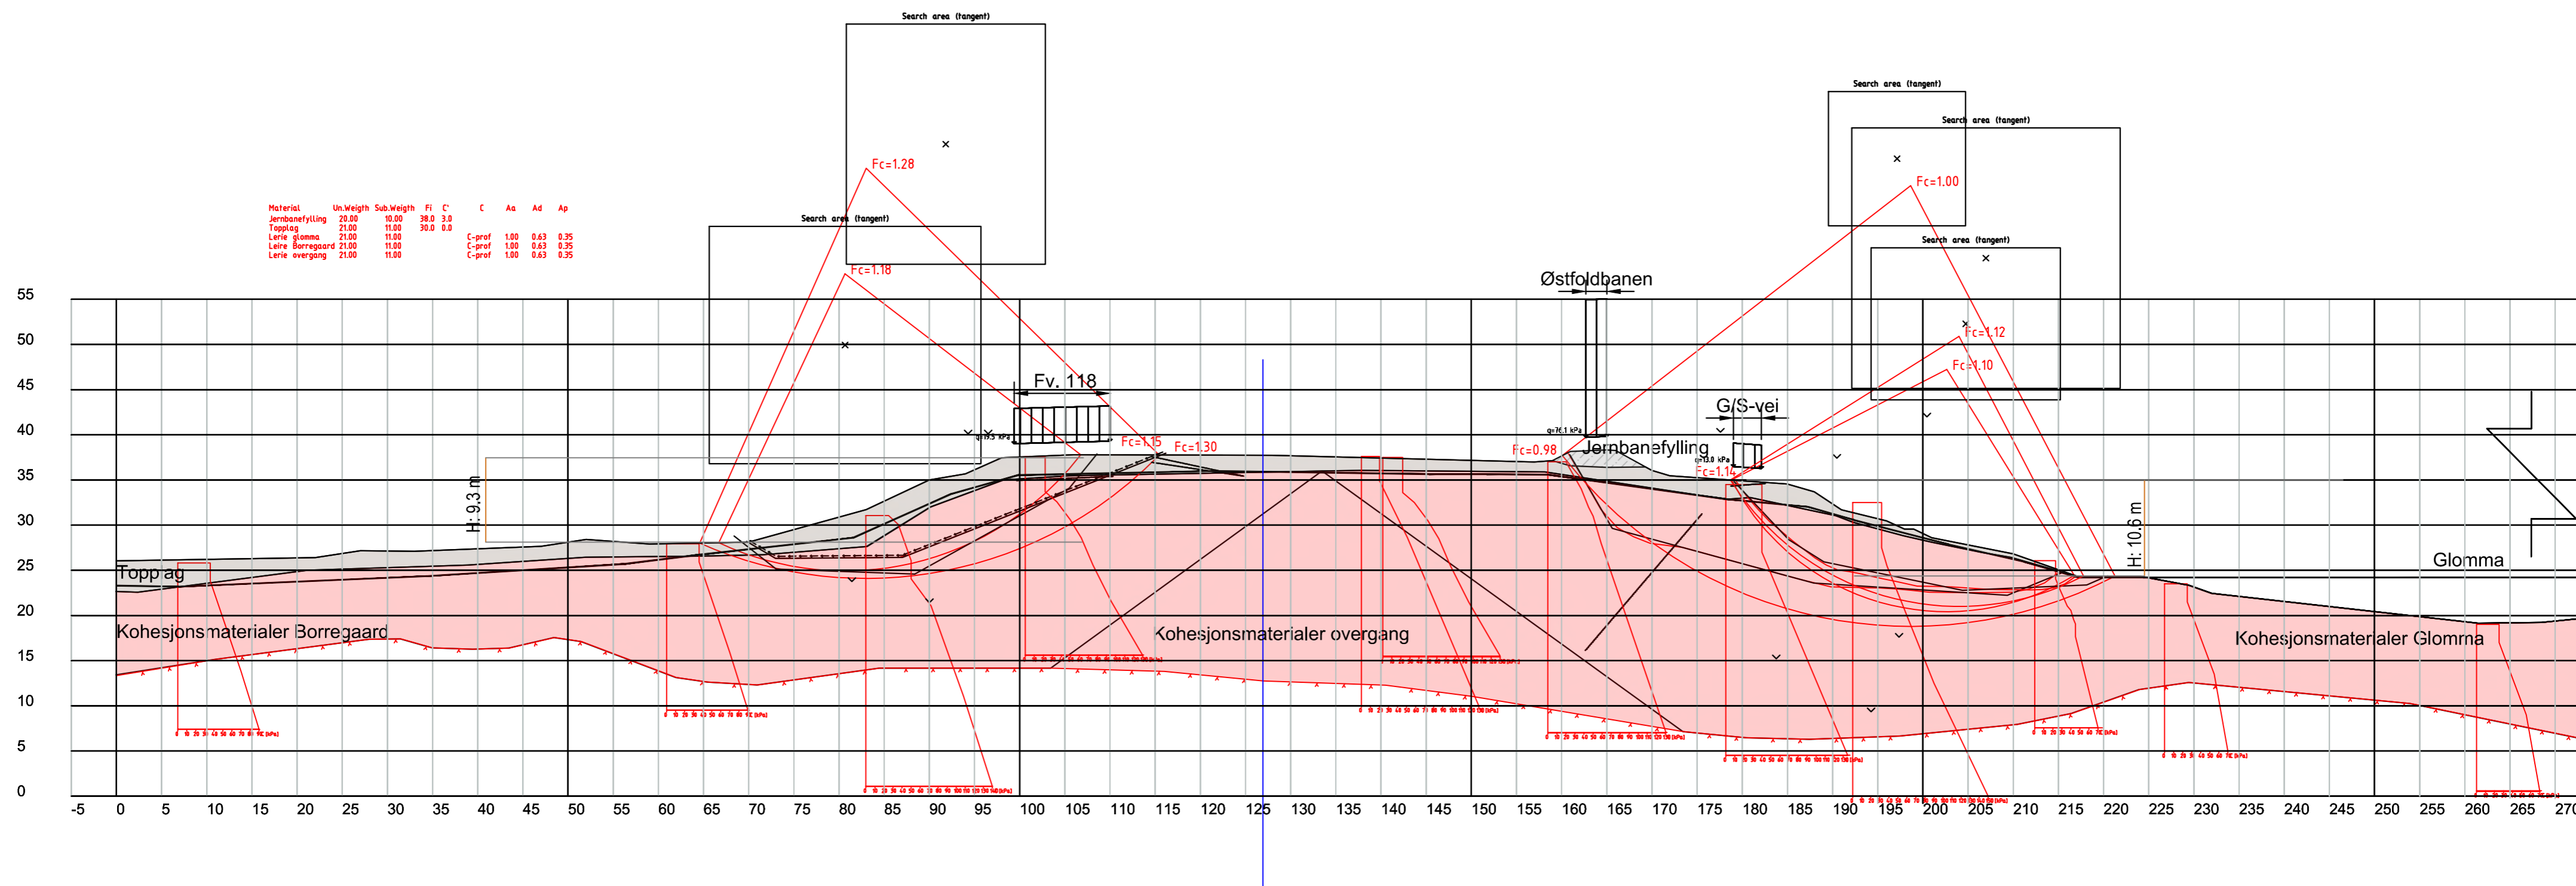 Search area (tangent)
Search area (tangent)
Search area (tangent)
Search area (tangent)
Search area (tangent)
Fc=1.28
Fc=1.00
Fc=1.18
Fc=1.12
Fc=1.10
Material Un.Weigth Sub.Weigth Fi C' C Aa Ad Ap
Jernbanefylling 20.00 10.00 38.0 3.0
Topplag 21.00 11.00 30.0 0.0
Lerie glomma 21.00 11.00 C-prof 1.00 0.63 0.35
Leire Borregaard 21.00 11.00 C-prof 1.00 0.63 0.35
Lerie overgang 21.00 11.00 C-prof 1.00 0.63 0.35
Østfoldbanen
Fv. 118
G/S-vei
q=19.5 kPa
Fc=1.15
Fc=1.30
Fc=0.98
Jernbanefylling
q=13.0 kPa
Fc=1.14
H: 9.3 m
H: 10.6 m
Topplag
Glomma
Kohesjonsmaterialer Borregaard
Kohesjonsmaterialer overgang
Kohesjonsmaterialer Glomma
55
50
45
40
35
30
25
20
15
10
5
0
-5 0 5 10 15 20 25 30 35 40 45 50 55 60 65 70 75 80 85 90 95 100 105 110 115 120 125 130 135 140 145 150 155 160 165 170 175 180 185 190 195 200 205 210 215 220 225 230 235 240 245 250 255 260 265 270